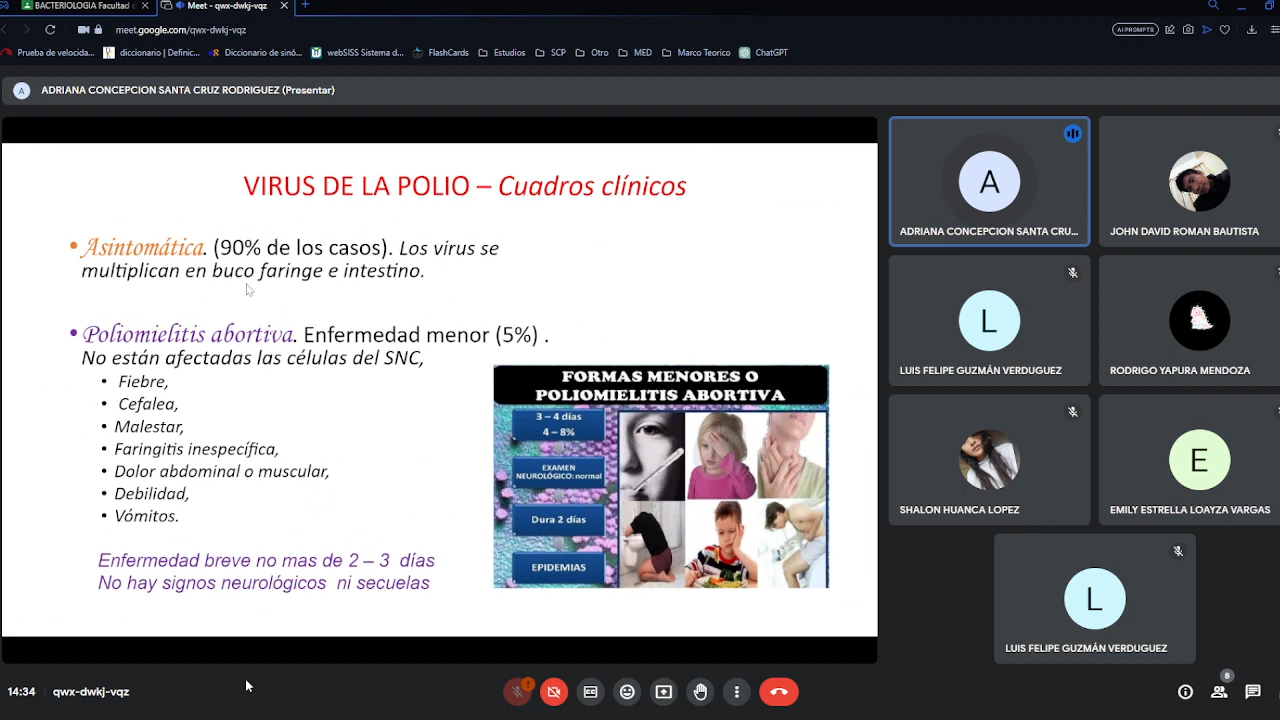 BACTERIOLOGIA Facultad d
Meet - qwx-dwkj-vqz
meet.google.com/qwx-dwkj-vqz
AI PROMPTS
Prueba de velocida...
diccionario | Definic...
Diccionario de sinó...
webSISS Sistema d...
FlashCards
Estudios
SCP
Otro
MED
Marco Teorico
ChatGPT
A
ADRIANA CONCEPCION SANTA CRUZ RODRIGUEZ (Presentar)
VIRUS DE LA POLIO – Cuadros clínicos
• Asintomática. (90% de los casos). Los virus se
multiplican en buco faringe e intestino.
• Poliomielitis abortiva. Enfermedad menor (5%) .
No están afectadas las células del SNC,
• Fiebre,
• Cefalea,
• Malestar,
• Faringitis inespecífica,
• Dolor abdominal o muscular,
• Debilidad,
• Vómitos.
Enfermedad breve no mas de 2 – 3 días
No hay signos neurológicos ni secuelas
FORMAS MENORES O
POLIOMIELITIS ABORTIVA
3 – 4 días
4 – 8%
EXAMEN
NEUROLÓGICO: normal
Dura 2 días
EPIDEMIAS
A
ADRIANA CONCEPCION SANTA CRU...
JOHN DAVID ROMAN BAUTISTA
L
LUIS FELIPE GUZMÁN VERDUGUEZ
RODRIGO YAPURA MENDOZA
SHALON HUANCA LOPEZ
E
EMILY ESTRELLA LOAYZA VARGAS
L
LUIS FELIPE GUZMÁN VERDUGUEZ
14:34
qwx-dwkj-vqz
8